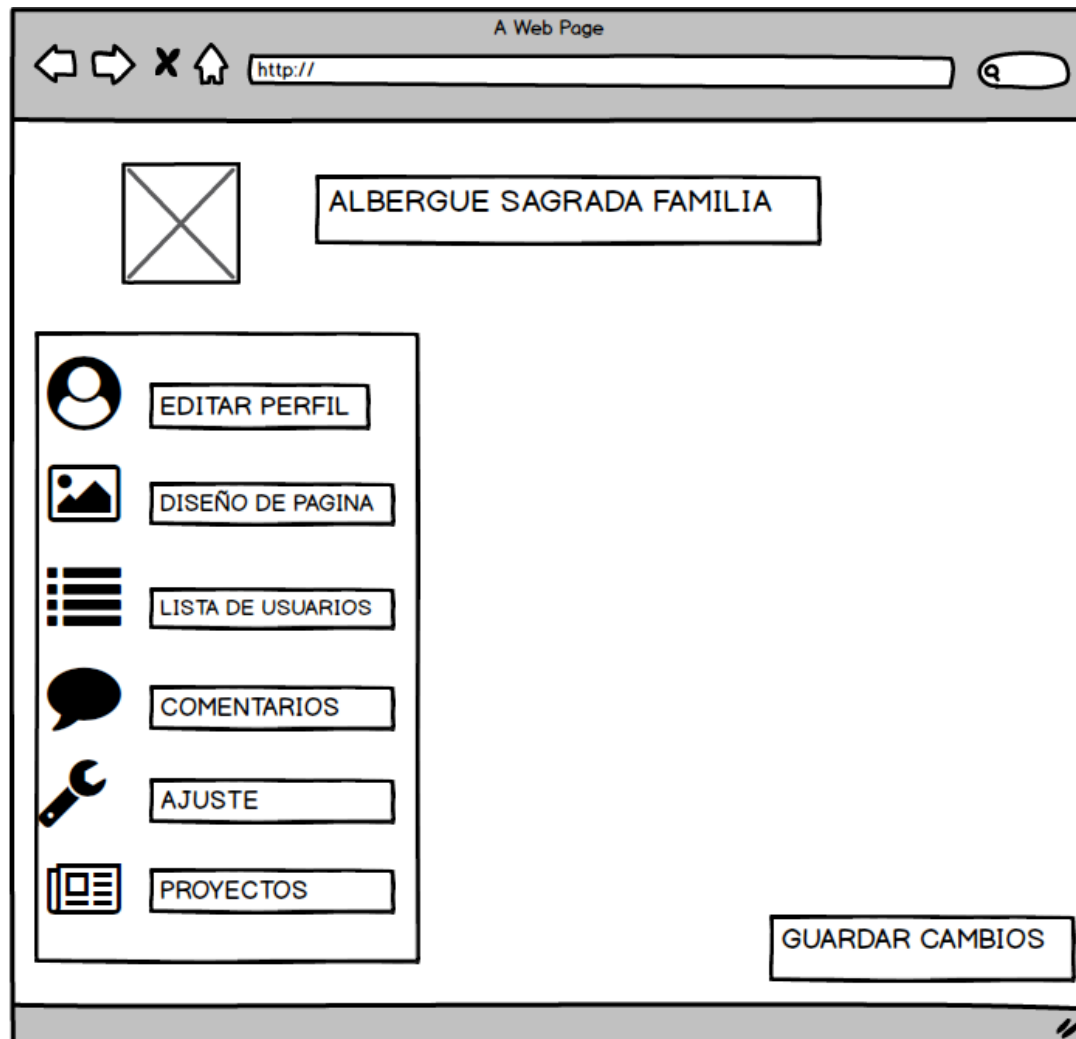 A Web Page
http://
ALBERGUE SAGRADA FAMILIA
EDITAR PERFIL
DISEÑO DE PAGINA
LISTA DE USUARIOS
COMENTARIOS
AJUSTE
PROYECTOS
GUARDAR CAMBIOS